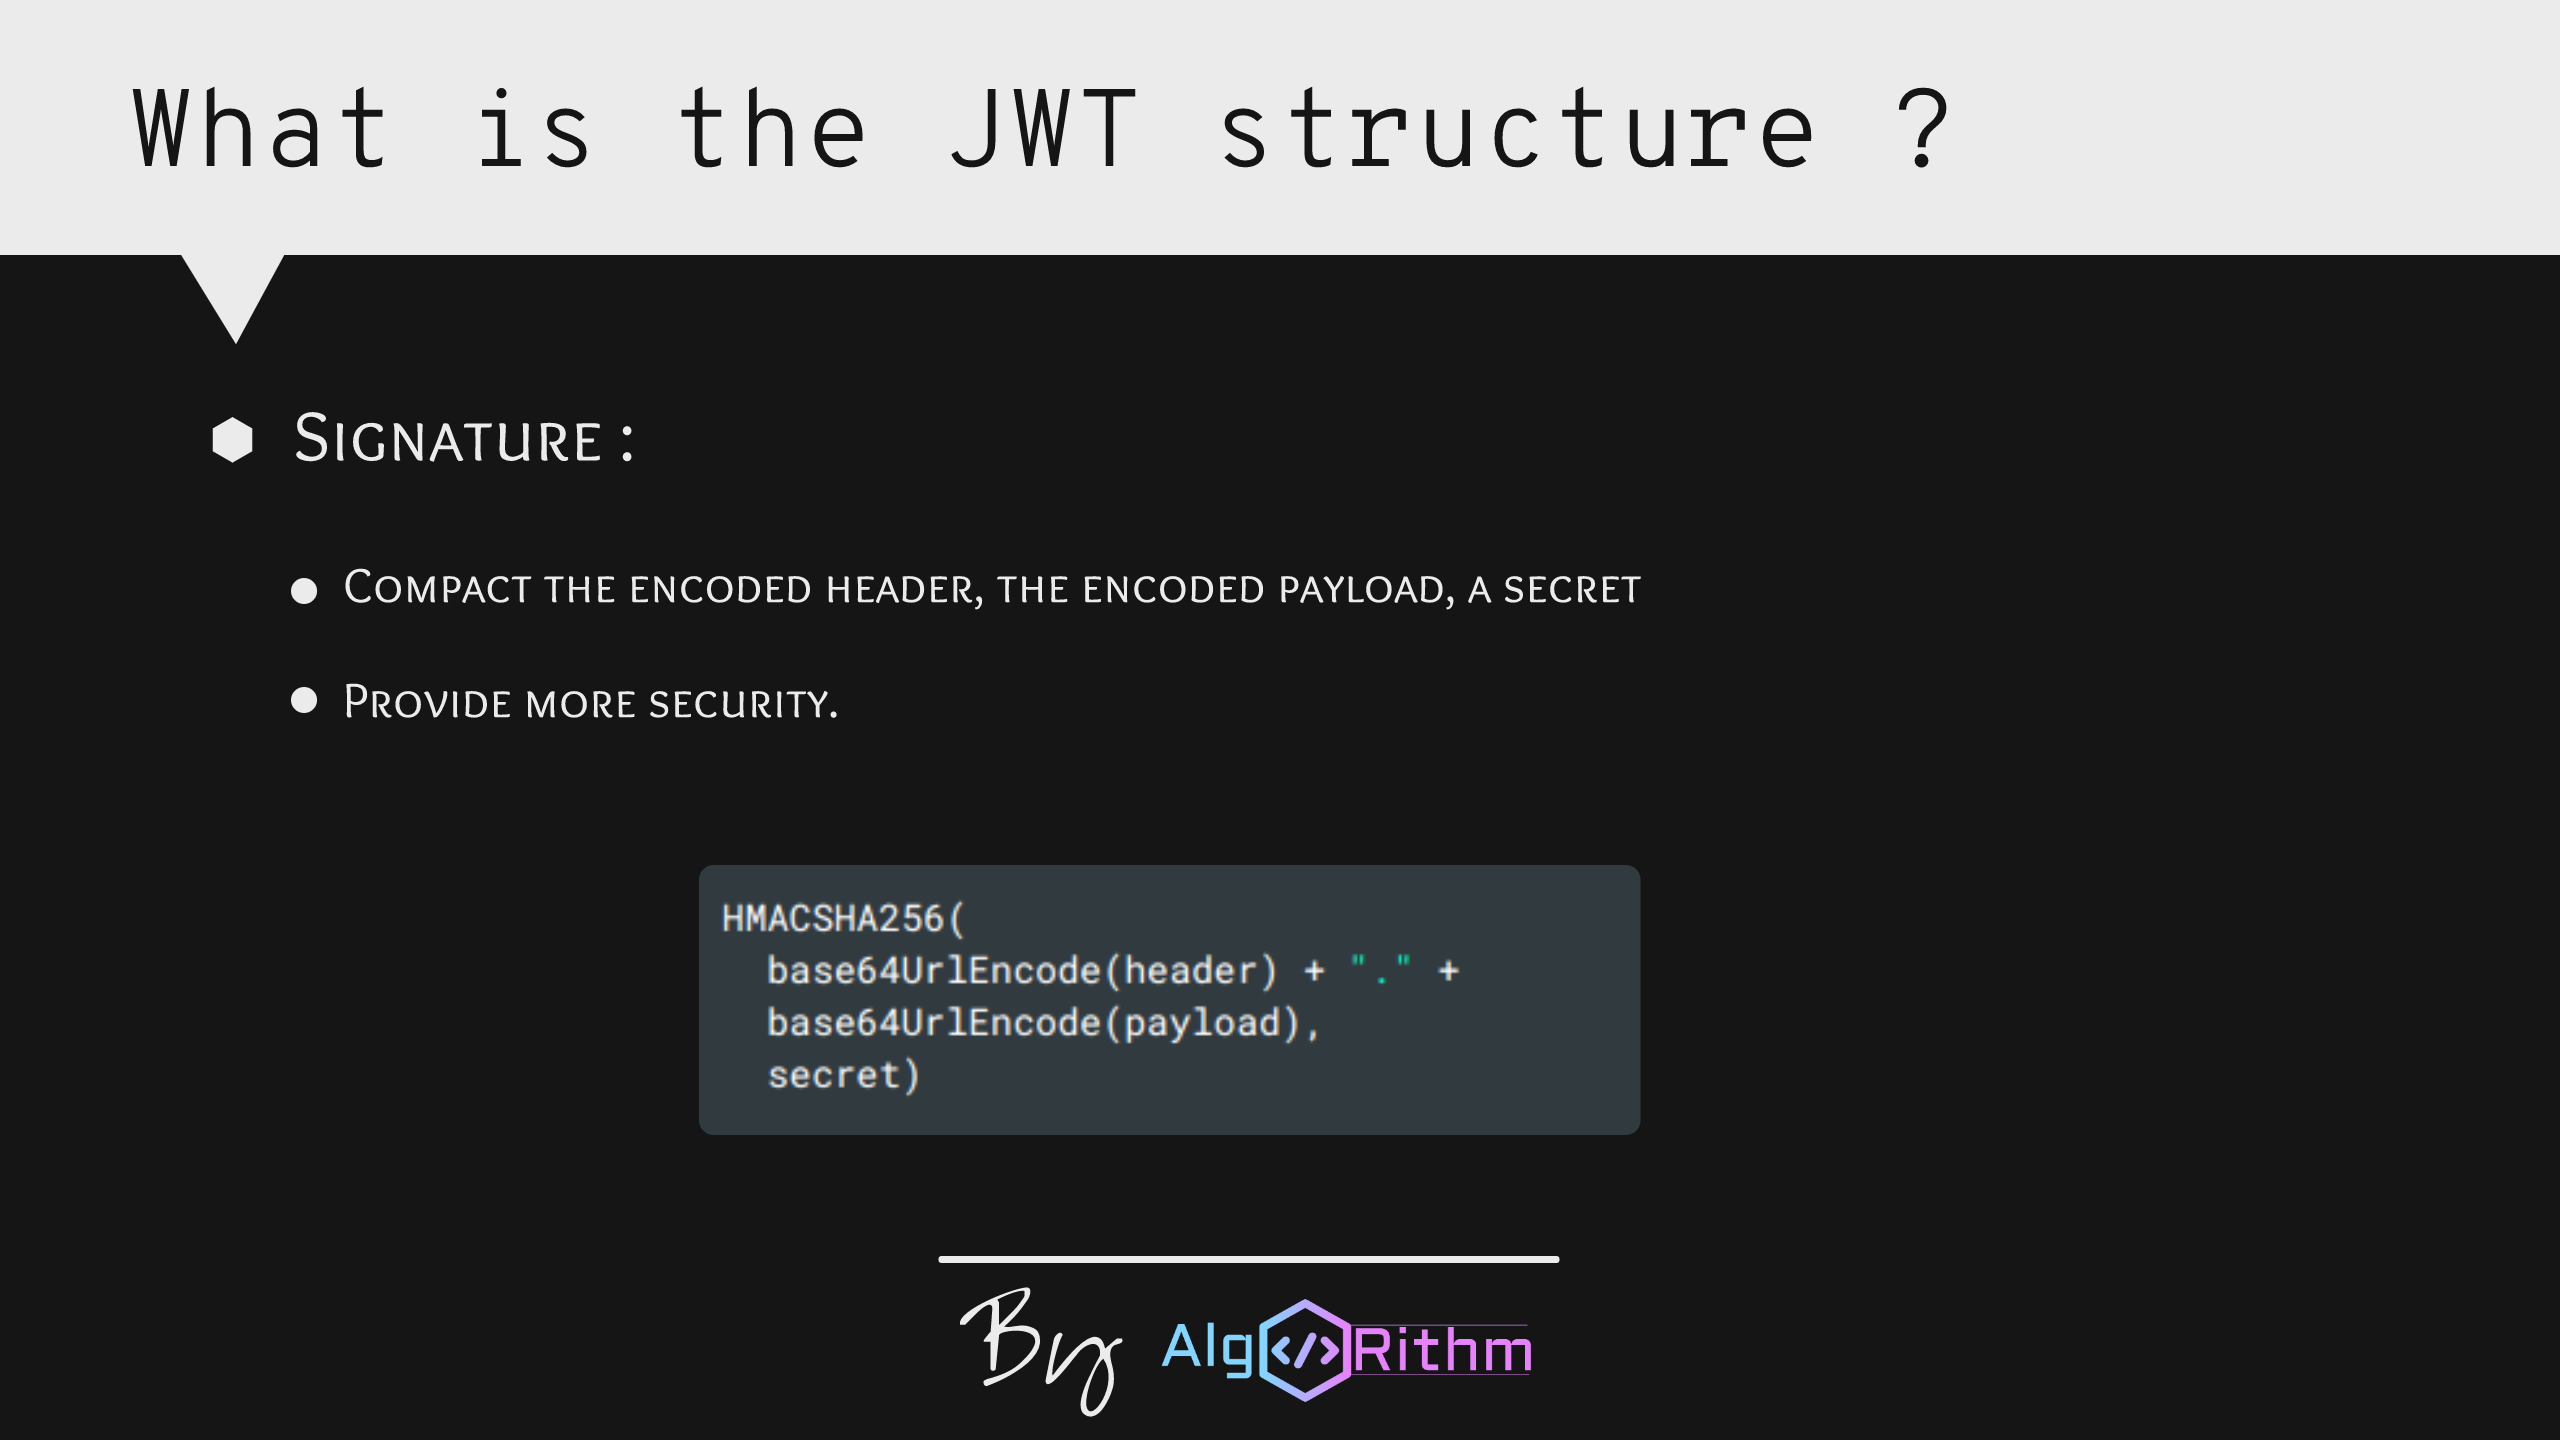 What is the JWT structure ?
Signature :
Compact the encoded header, the encoded payload, a secret
Provide more security.
HMACSHA256(
  base64UrlEncode(header) + "." +
  base64UrlEncode(payload),
  secret)
By Alg</>Rithm